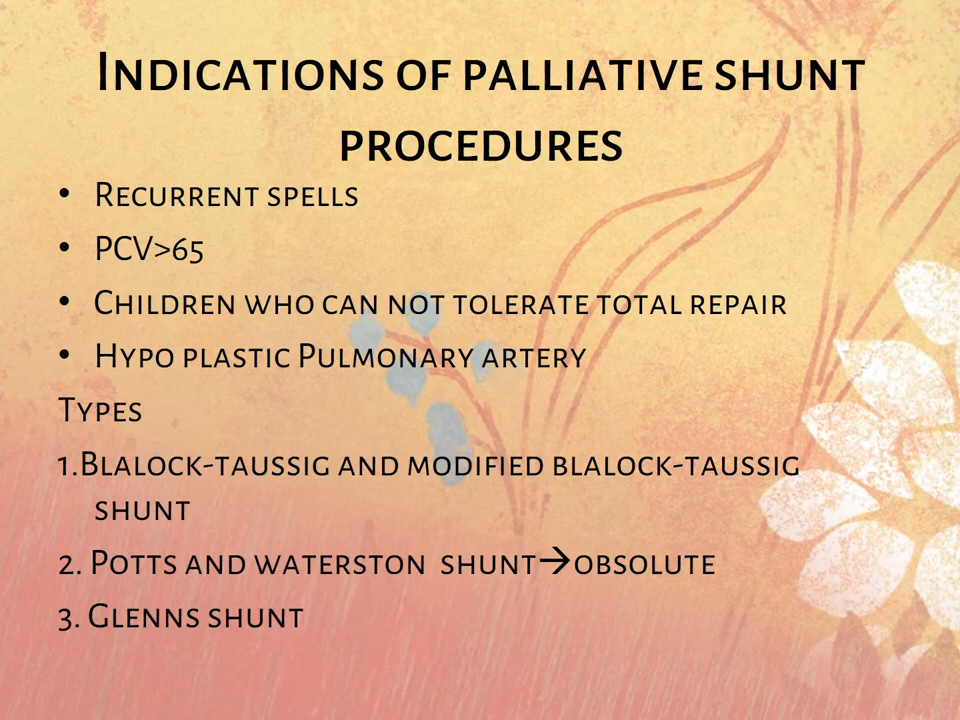 Indications of palliative shunt
procedures
• Recurrent spells
• PCV>65
• Children who can not tolerate total repair
• Hypo plastic Pulmonary artery
Types
1.Blalock-taussig and modified blalock-taussig
shunt
2. Potts and waterston shunt→obsolute
3. Glenns shunt